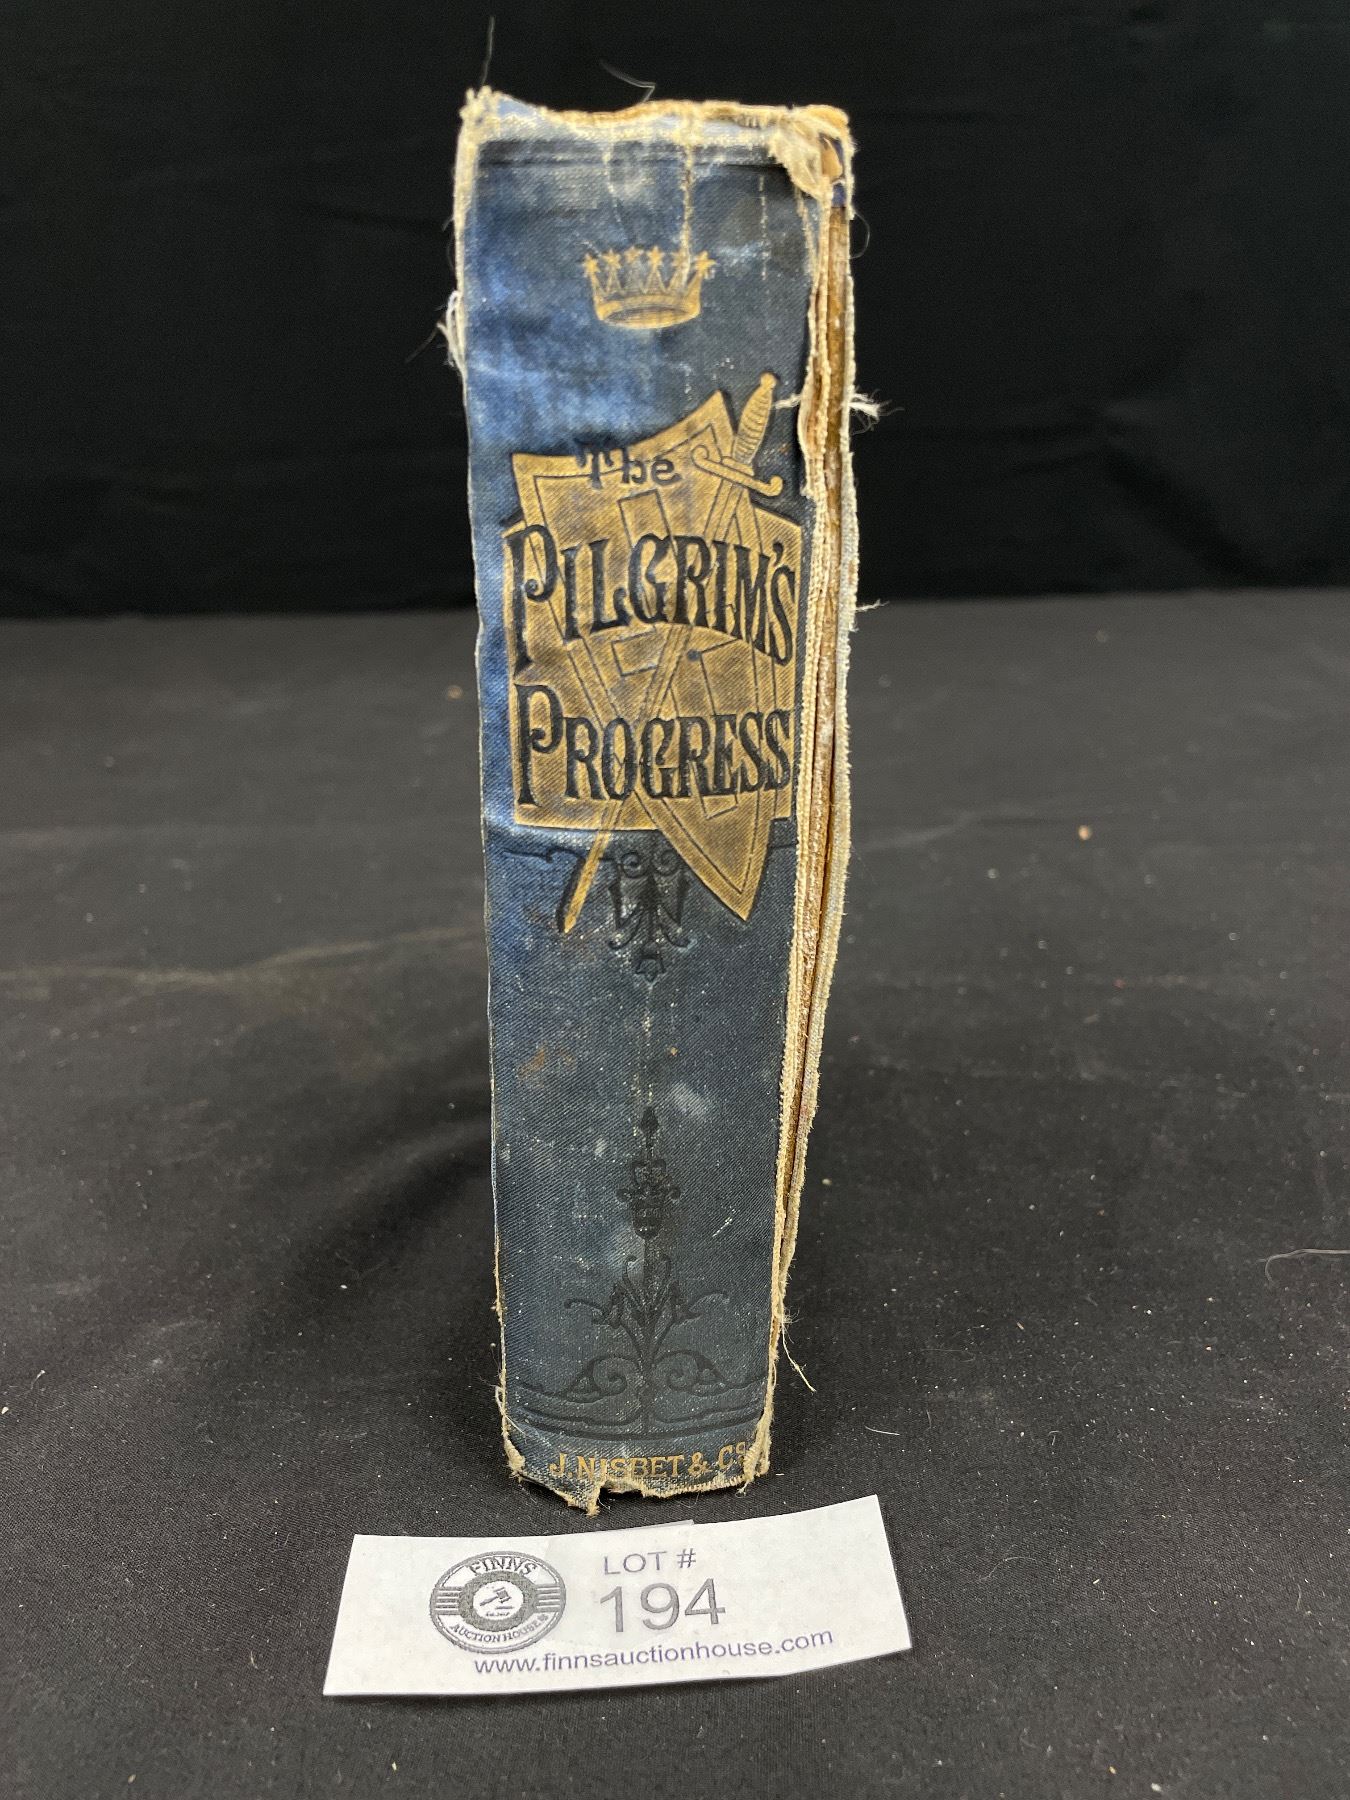 The
PILGRIM'S
PROGRESS
J. NISBET & Co
FINNS
AUCTION HOUSE
LOT #
194
www.finnsauctionhouse.com